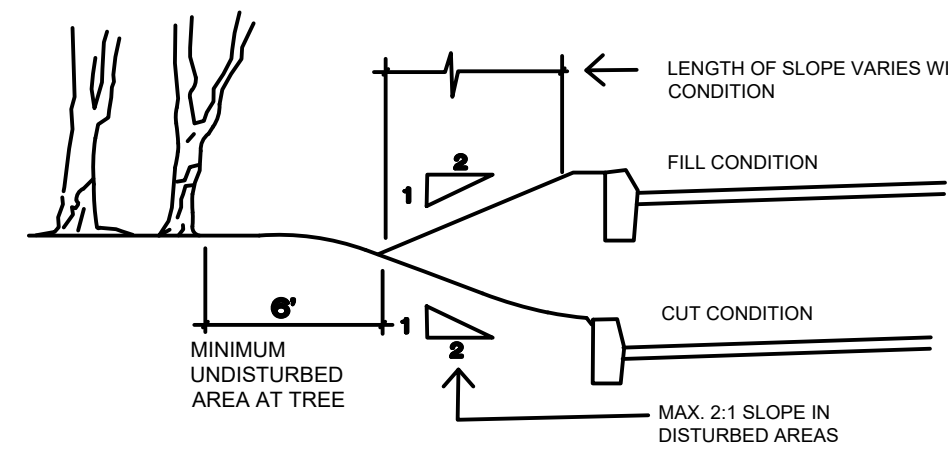 LENGTH OF SLOPE VARIES WI
CONDITION
2
1
FILL CONDITION
6'
1
2
CUT CONDITION
MINIMUM
UNDISTURBED
AREA AT TREE
MAX. 2:1 SLOPE IN
DISTURBED AREAS